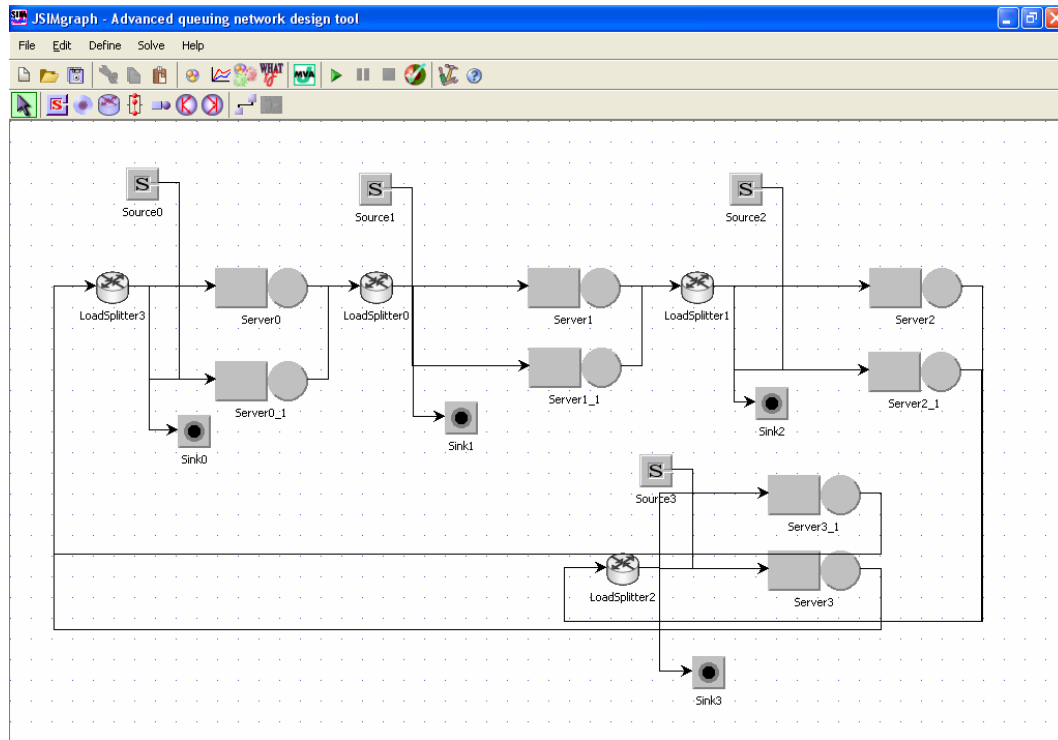 JSIMgraph - Advanced queuing network design tool
File Edit Define Solve Help
WHAT
MVA
S
S
Source0
S
Source1
S
Source2
LoadSplitter3
Server0
LoadSplitter0
Server1
LoadSplitter1
Server2
Server0_1
Server1_1
Server2_1
Sink0
Sink1
Sink2
S
Source3
Server3_1
LoadSplitter2
Server3
Sink3